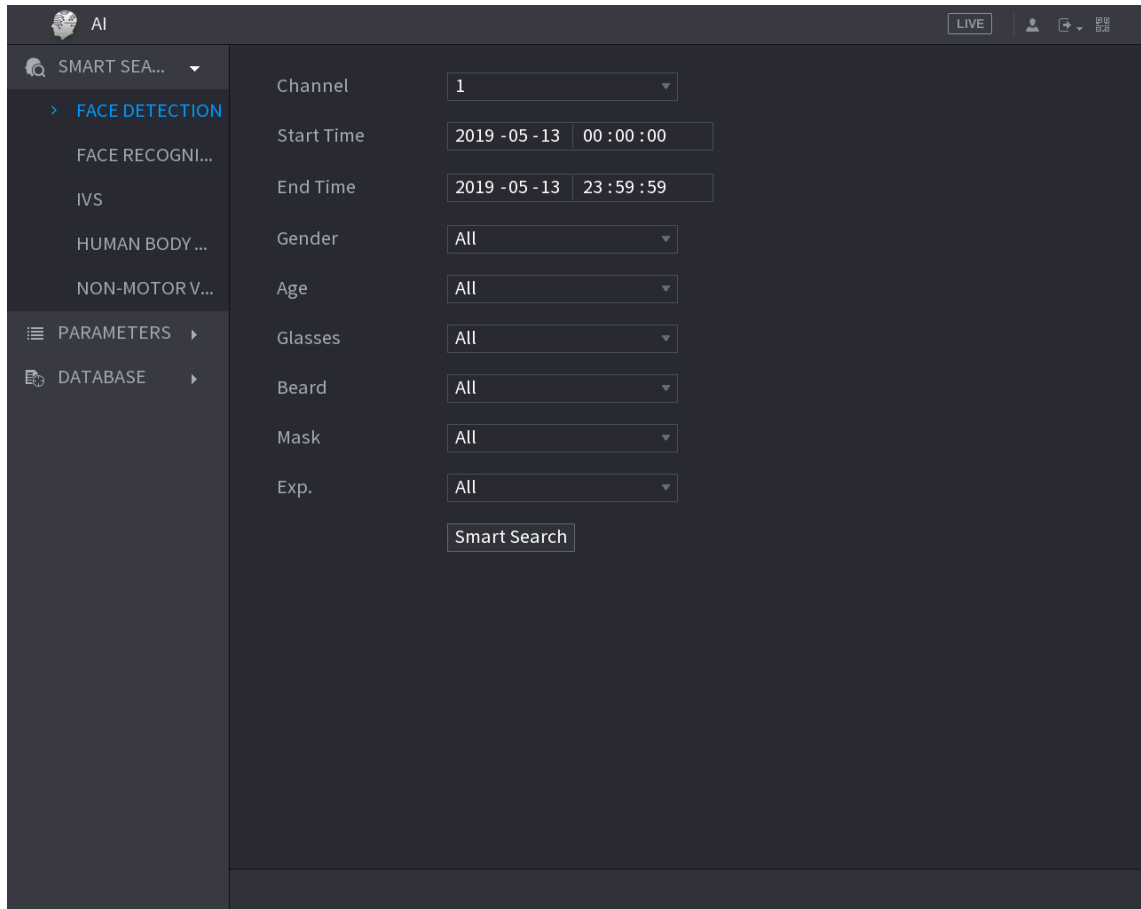 AI
LIVE
SMART SEA...
FACE DETECTION
FACE RECOGNI...
IVS
HUMAN BODY ...
NON-MOTOR V...
PARAMETERS
DATABASE
Channel 1
Start Time 2019 -05 -13 00 : 00 : 00
End Time 2019 -05 -13 23 : 59 : 59
Gender All
Age All
Glasses All
Beard All
Mask All
Exp. All
Smart Search